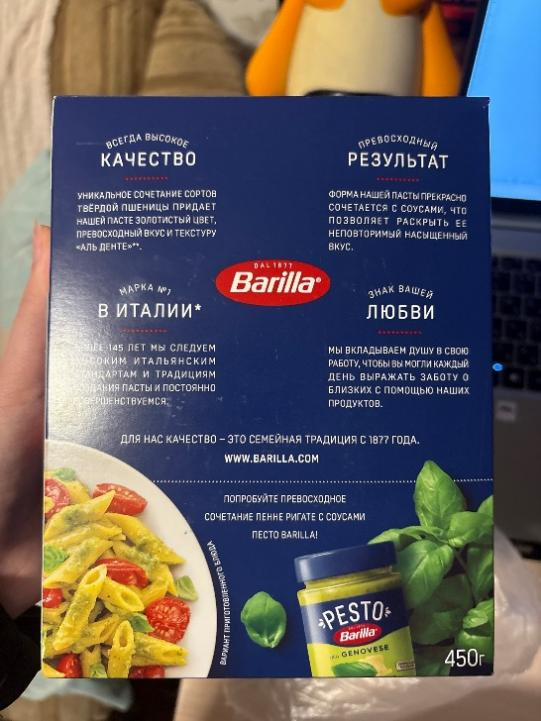 ВСЕГДА ВЫСОКОЕ
КАЧЕСТВО
УНИКАЛЬНОЕ СОЧЕТАНИЕ СОРТОВ
ТВЁРДОЙ ПШЕНИЦЫ ПРИДАЕТ
НАШЕЙ ПАСТЕ ЗОЛОТИСТЫЙ ЦВЕТ,
ПРЕВОСХОДНЫЙ ВКУС И ТЕКСТУРУ
«АЛЬ ДЕНТЕ»**.
ПРЕВОСХОДНЫЙ
РЕЗУЛЬТАТ
ФОРМА НАШЕЙ ПАСТЫ ПРЕКРАСНО
СОЧЕТАЕТСЯ С СОУСАМИ, ЧТО
ПОЗВОЛЯЕТ РАСКРЫТЬ ЕЕ
НЕПОВТОРИМЫЙ НАСЫЩЕННЫЙ
ВКУС.
DAL 1877
Barilla®
МАРКА №1
В ИТАЛИИ*
145 ЛЕТ МЫ СЛЕДУЕМ
ИТАЛЬЯНСКИМ
И ТРАДИЦИЯМ
ПАСТЫ И ПОСТОЯННО
ЗНАК ВАШЕЙ
ЛЮБВИ
МЫ ВКЛАДЫВАЕМ ДУШУ В СВОЮ
РАБОТУ, ЧТОБЫ ВЫ МОГЛИ КАЖДЫЙ
ДЕНЬ ВЫРАЖАТЬ ЗАБОТУ О
БЛИЗКИХ С ПОМОЩЬЮ НАШИХ
ПРОДУКТОВ.
ДЛЯ НАС КАЧЕСТВО – ЭТО СЕМЕЙНАЯ ТРАДИЦИЯ С 1877 ГОДА.
WWW.BARILLA.COM
ПОПРОБУЙТЕ ПРЕВОСХОДНОЕ
СОЧЕТАНИЕ ПЕННЕ РИГАТЕ С СОУСАМИ
ПЕСТО BARILLA!
ВАРИАНТ ПРИГОТОВЛЕННОГО БЛЮДА
PESTO
Barilla
GENOVESE
450г